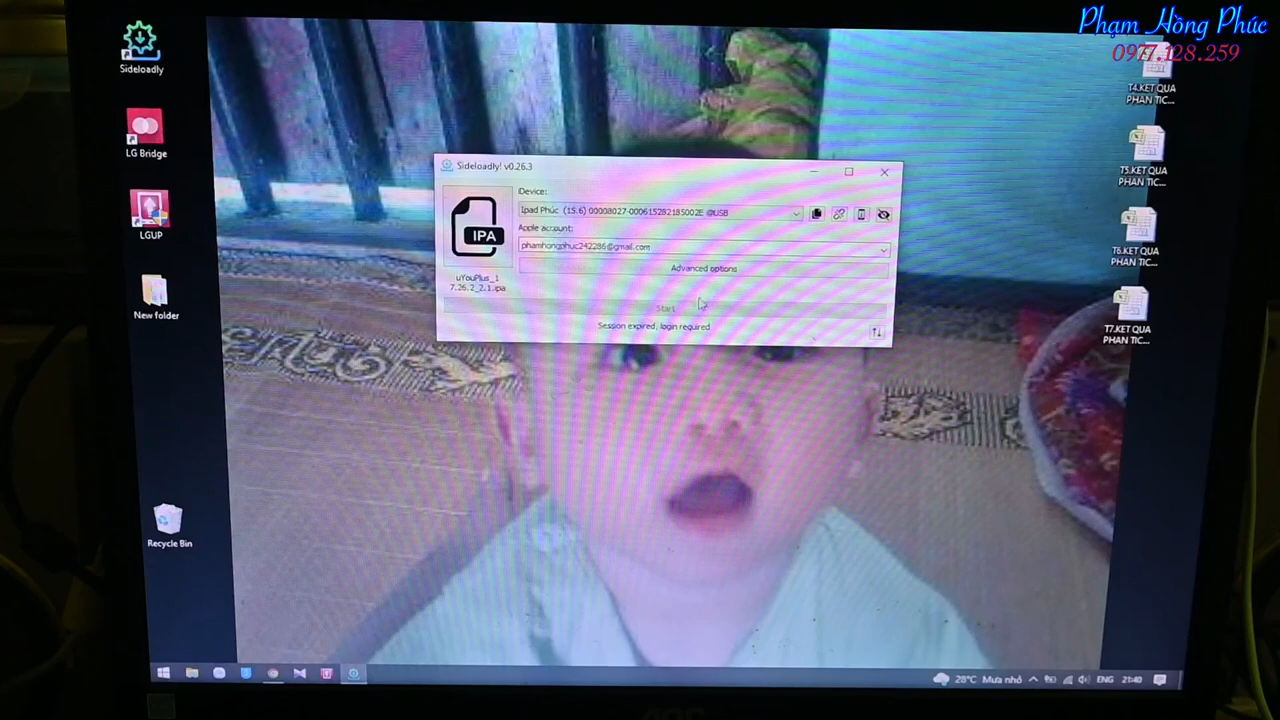 Phạm Hồng Phúc
0977.128.259
Sideloadly
LG Bridge
LGUP
New folder
Recycle Bin
Sideloadly! v0.26.3
iDevice:
Ipad Phúc (15.6) 00008027-000615282185002E @USB
Apple account:
phamhongphuc242286@gmail.com
Advanced options
IPA
uYouPlus_1
7.26.2_2.1.ipa
Start
Session expired, login required
T4.KET QUA
PHAN TIC...
T5.KET QUA
PHAN TIC...
T6.KET QUA
PHAN TIC...
T7.KET QUA
PHAN TIC...
28°C Mưa nhỏ
ENG
21:40